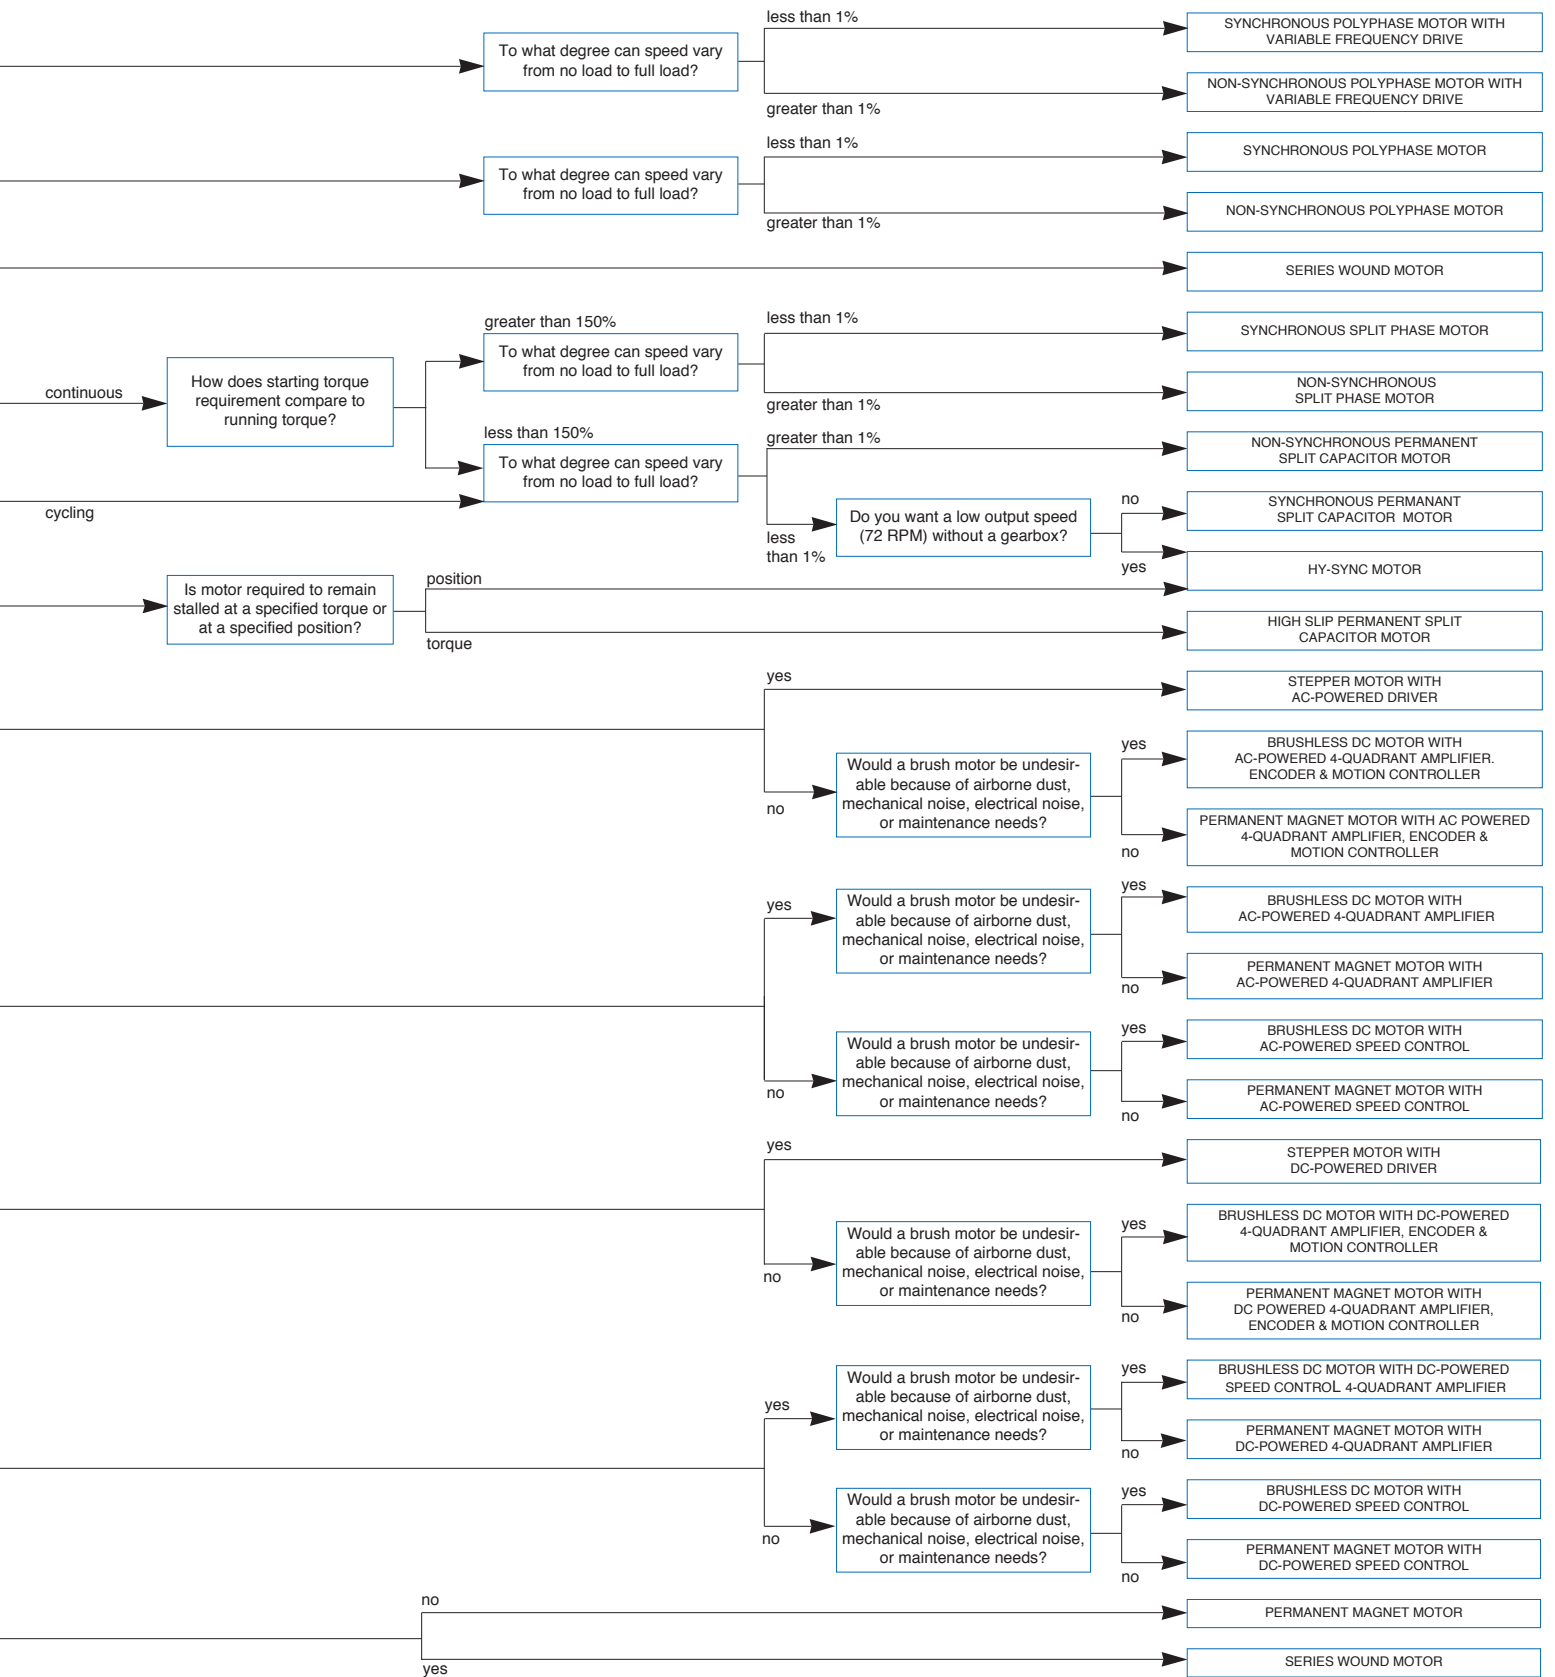 less than 1%
To what degree can speed vary
from no load to full load?
SYNCHRONOUS POLYPHASE MOTOR WITH
VARIABLE FREQUENCY DRIVE
NON-SYNCHRONOUS POLYPHASE MOTOR WITH
VARIABLE FREQUENCY DRIVE
greater than 1%
less than 1%
To what degree can speed vary
from no load to full load?
SYNCHRONOUS POLYPHASE MOTOR
NON-SYNCHRONOUS POLYPHASE MOTOR
greater than 1%
SERIES WOUND MOTOR
continuous
How does starting torque
requirement compare to
running torque?
greater than 150%
To what degree can speed vary
from no load to full load?
less than 1%
SYNCHRONOUS SPLIT PHASE MOTOR
greater than 1%
NON-SYNCHRONOUS
SPLIT PHASE MOTOR
less than 150%
To what degree can speed vary
from no load to full load?
cycling
greater than 1%
NON-SYNCHRONOUS PERMANENT
SPLIT CAPACITOR MOTOR
less
than 1%
Do you want a low output speed
(72 RPM) without a gearbox?
no
SYNCHRONOUS PERMANANT
SPLIT CAPACITOR MOTOR
yes
HY-SYNC MOTOR
Is motor required to remain
stalled at a specified torque or
at a specified position?
position
torque
HIGH SLIP PERMANENT SPLIT
CAPACITOR MOTOR
yes
STEPPER MOTOR WITH
AC-POWERED DRIVER
no
Would a brush motor be undesir-
able because of airborne dust,
mechanical noise, electrical noise,
or maintenance needs?
yes
BRUSHLESS DC MOTOR WITH
AC-POWERED 4-QUADRANT AMPLIFIER.
ENCODER & MOTION CONTROLLER
no
PERMANENT MAGNET MOTOR WITH AC POWERED
4-QUADRANT AMPLIFIER, ENCODER &
MOTION CONTROLLER
yes
Would a brush motor be undesir-
able because of airborne dust,
mechanical noise, electrical noise,
or maintenance needs?
yes
BRUSHLESS DC MOTOR WITH
AC-POWERED 4-QUADRANT AMPLIFIER
no
PERMANENT MAGNET MOTOR WITH
AC-POWERED 4-QUADRANT AMPLIFIER
no
Would a brush motor be undesir-
able because of airborne dust,
mechanical noise, electrical noise,
or maintenance needs?
yes
BRUSHLESS DC MOTOR WITH
AC-POWERED SPEED CONTROL
no
PERMANENT MAGNET MOTOR WITH
AC-POWERED SPEED CONTROL
yes
STEPPER MOTOR WITH
DC-POWERED DRIVER
no
Would a brush motor be undesir-
able because of airborne dust,
mechanical noise, electrical noise,
or maintenance needs?
yes
BRUSHLESS DC MOTOR WITH DC-POWERED
4-QUADRANT AMPLIFIER, ENCODER &
MOTION CONTROLLER
no
PERMANENT MAGNET MOTOR WITH
DC POWERED 4-QUADRANT AMPLIFIER,
ENCODER & MOTION CONTROLLER
yes
Would a brush motor be undesir-
able because of airborne dust,
mechanical noise, electrical noise,
or maintenance needs?
yes
BRUSHLESS DC MOTOR WITH DC-POWERED
SPEED CONTROL 4-QUADRANT AMPLIFIER
no
PERMANENT MAGNET MOTOR WITH
DC-POWERED 4-QUADRANT AMPLIFIER
no
Would a brush motor be undesir-
able because of airborne dust,
mechanical noise, electrical noise,
or maintenance needs?
yes
BRUSHLESS DC MOTOR WITH
DC-POWERED SPEED CONTROL
no
PERMANENT MAGNET MOTOR WITH
DC-POWERED SPEED CONTROL
no
PERMANENT MAGNET MOTOR
yes
SERIES WOUND MOTOR